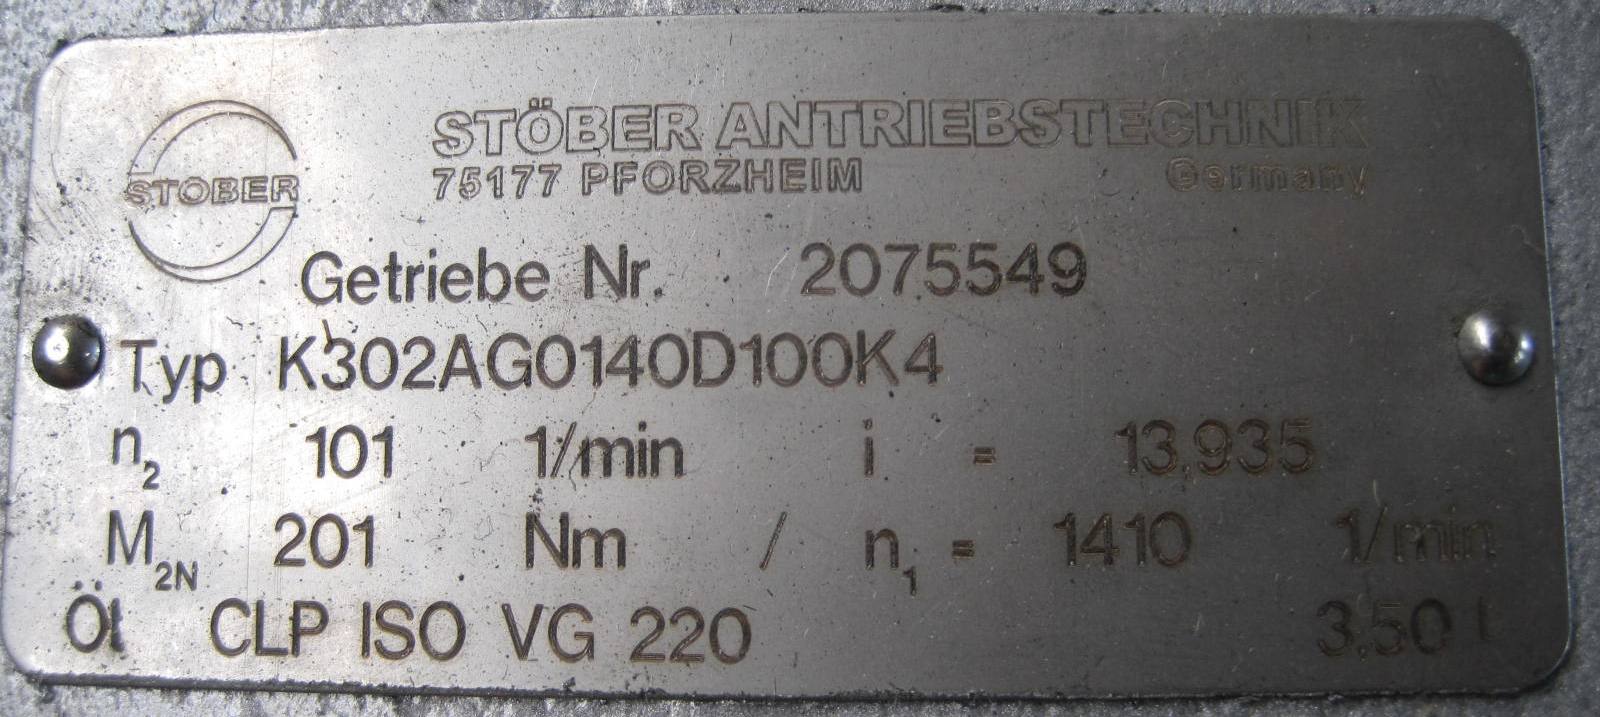 STÖBER ANTRIEBSTECHNIK
75177 PFORZHEIM Germany
STÖBER
Getriebe Nr. 2075549
Typ K302AG0140D100K4
n2 101 1/min i = 13.935
M2N 201 Nm / n1 = 1410 1/min
Öl CLP ISO VG 220 3.50 l